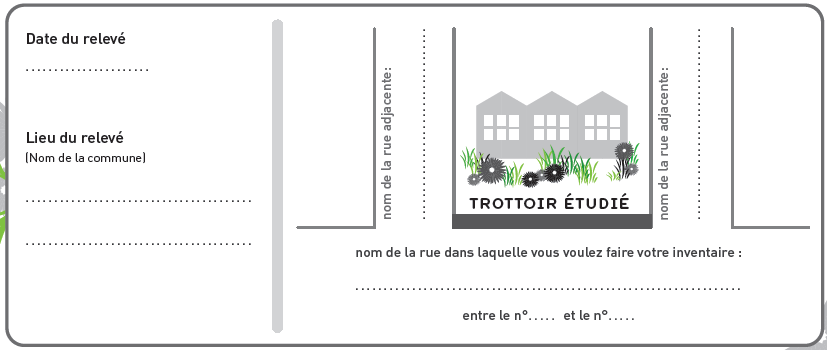 Date du relevé
......................
Lieu du relevé
(Nom de la commune)
........................................
........................................
nom de la rue adjacente:
nom de la rue adjacente:
TROTTOIR ÉTUDIÉ
nom de la rue dans laquelle vous voulez faire votre inventaire :
....................................................................
entre le n°..... et le n°.....